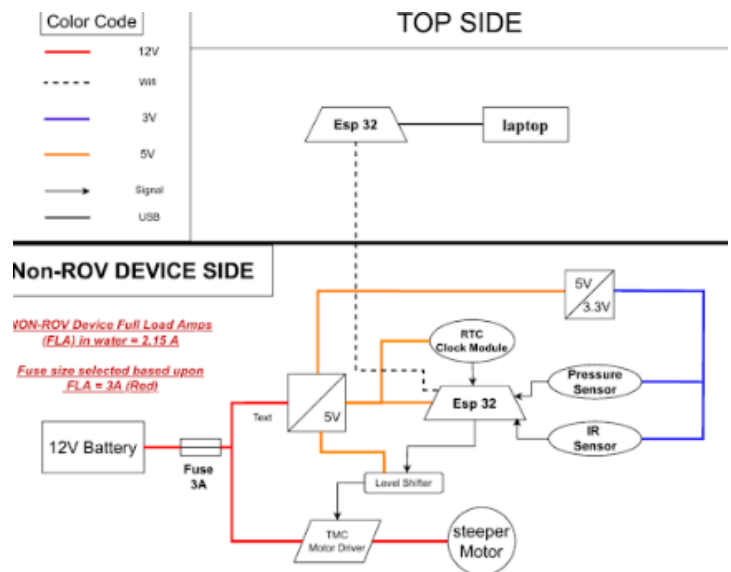 Color Code
12V
Wifi
3V
5V
Signal
USB
TOP SIDE
Esp 32
laptop
Non-ROV DEVICE SIDE
NON-ROV Device Full Load Amps
(FLA) in water = 2.15 A
Fuse size selected based upon
FLA = 3A (Red)
5V
3.3V
RTC
Clock Module
Pressure
Sensor
Esp 32
Text
5V
IR
Sensor
12V Battery
Fuse
3A
Level Shifter
TMC
Motor Driver
steeper
Motor